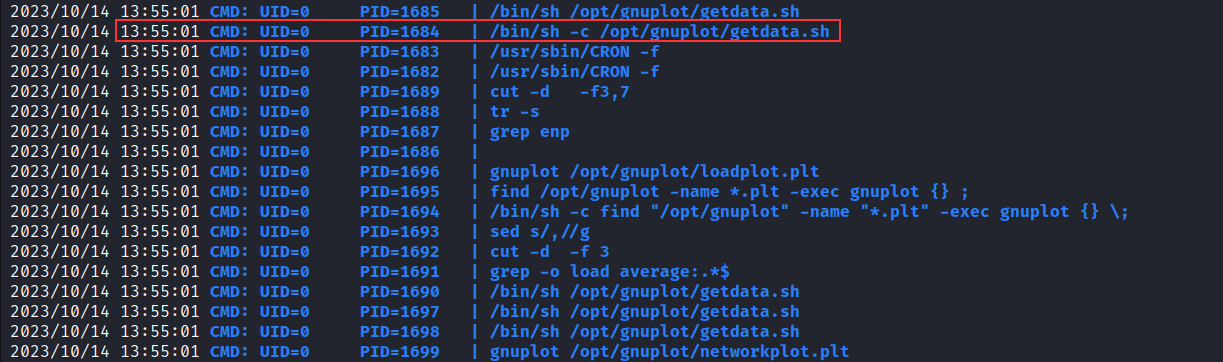 2023/10/14 13:55:01 CMD: UID=0     PID=1685   | /bin/sh /opt/gnuplot/getdata.sh
2023/10/14 13:55:01 CMD: UID=0     PID=1684   | /bin/sh -c /opt/gnuplot/getdata.sh
2023/10/14 13:55:01 CMD: UID=0     PID=1683   | /usr/sbin/CRON -f
2023/10/14 13:55:01 CMD: UID=0     PID=1682   | /usr/sbin/CRON -f
2023/10/14 13:55:01 CMD: UID=0     PID=1689   | cut -d   -f3,7
2023/10/14 13:55:01 CMD: UID=0     PID=1688   | tr -s
2023/10/14 13:55:01 CMD: UID=0     PID=1687   | grep enp
2023/10/14 13:55:01 CMD: UID=0     PID=1686   |
2023/10/14 13:55:01 CMD: UID=0     PID=1696   | gnuplot /opt/gnuplot/loadplot.plt
2023/10/14 13:55:01 CMD: UID=0     PID=1695   | find /opt/gnuplot -name *.plt -exec gnuplot {} ;
2023/10/14 13:55:01 CMD: UID=0     PID=1694   | /bin/sh -c find "/opt/gnuplot" -name "*.plt" -exec gnuplot {} \;
2023/10/14 13:55:01 CMD: UID=0     PID=1693   | sed s/,//g
2023/10/14 13:55:01 CMD: UID=0     PID=1692   | cut -d  -f 3
2023/10/14 13:55:01 CMD: UID=0     PID=1691   | grep -o load average:.*$
2023/10/14 13:55:01 CMD: UID=0     PID=1690   | /bin/sh /opt/gnuplot/getdata.sh
2023/10/14 13:55:01 CMD: UID=0     PID=1697   | /bin/sh /opt/gnuplot/getdata.sh
2023/10/14 13:55:01 CMD: UID=0     PID=1698   | /bin/sh /opt/gnuplot/getdata.sh
2023/10/14 13:55:01 CMD: UID=0     PID=1699   | gnuplot /opt/gnuplot/networkplot.plt